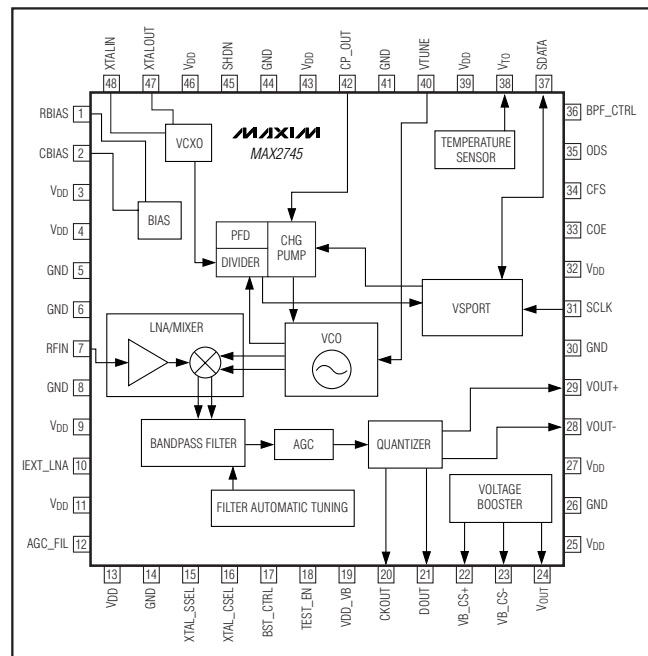 XTALIN
XTALOUT
VDD
SHDN
GND
VDD
CP_OUT
GND
VTUNE
VDD
VTD
SDATA
48
47
46
45
44
43
42
41
40
39
38
37
RBIAS 1
CBIAS 2
VDD 3
VDD 4
GND 5
GND 6
RFIN 7
GND 8
VDD 9
IEXT_LNA 10
VDD 11
AGC_FIL 12
VCXO
MAXIM
MAX2745
TEMPERATURE
SENSOR
BIAS
PFD
DIVIDER
CHG
PUMP
VSPORT
LNA/MIXER
VCO
BANDPASS FILTER
AGC
QUANTIZER
FILTER AUTOMATIC TUNING
VOLTAGE
BOOSTER
36 BPF_CTRL
35 ODS
34 CFS
33 COE
32 VDD
31 SCLK
30 GND
29 VOUT+
28 VOUT-
27 VDD
26 GND
25 VDD
13
14
15
16
17
18
19
20
21
22
23
24
VDD
GND
XTAL_SSEL
XTAL_CSEL
BST_CTRL
TEST_EN
VDD_VB
CKOUT
DOUT
VB_CS+
VB_CS-
VOUT